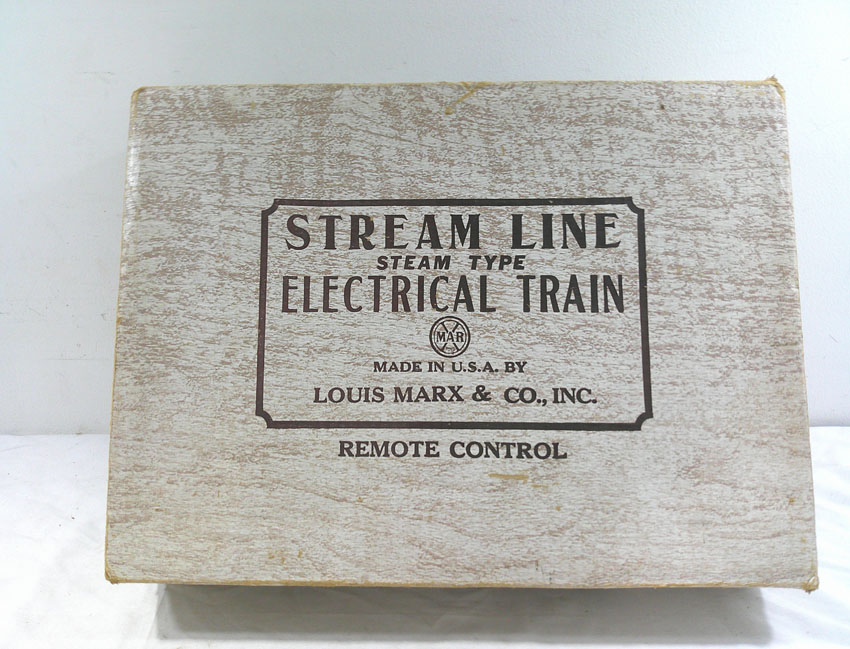 STREAM LINE
STEAM TYPE
ELECTRICAL TRAIN
MAR
MADE IN U.S.A. BY
LOUIS MARX & CO., INC.
REMOTE CONTROL